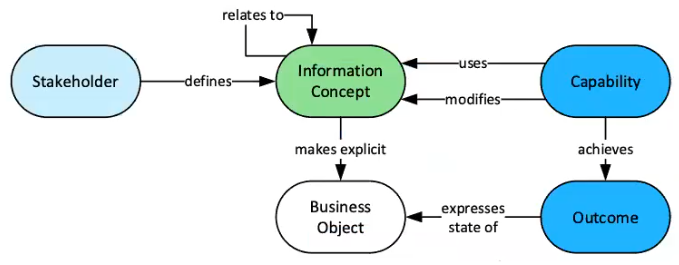 relates to
Stakeholder
defines
Information
Concept
uses
modifies
Capability
makes explicit
achieves
Business
Object
expresses
state of
Outcome